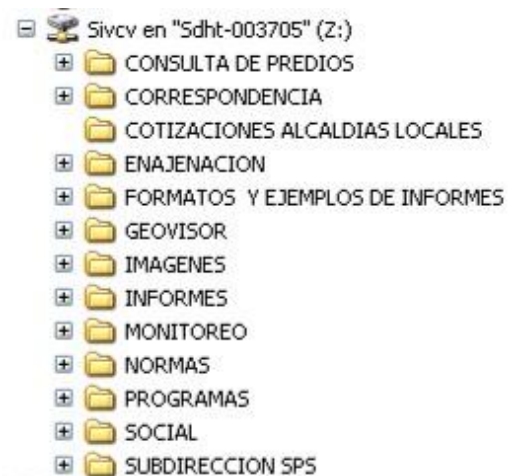 Sivcv en "Sdht-003705" (Z:)
CONSULTA DE PREDIOS
CORRESPONDENCIA
COTIZACIONES ALCALDIAS LOCALES
ENAJENACION
FORMATOS Y EJEMPLOS DE INFORMES
GEOVISOR
IMAGENES
INFORMES
MONITOREO
NORMAS
PROGRAMAS
SOCIAL
SUBDIRECCION SPS